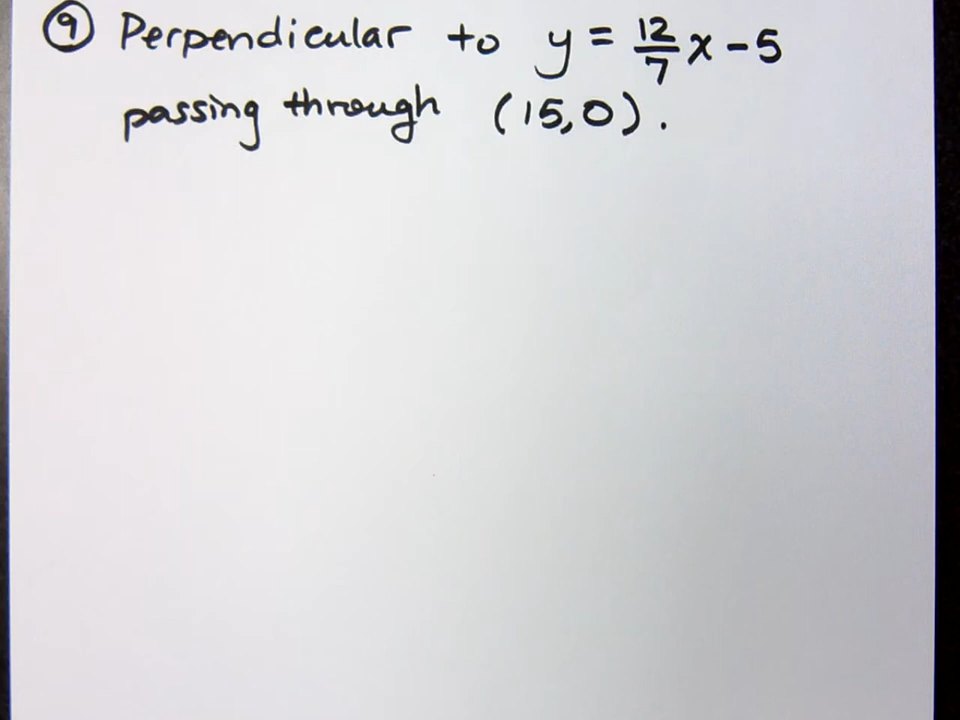 ⑨ Perpendicular to y = 12/7 x - 5
passing through (15,0).